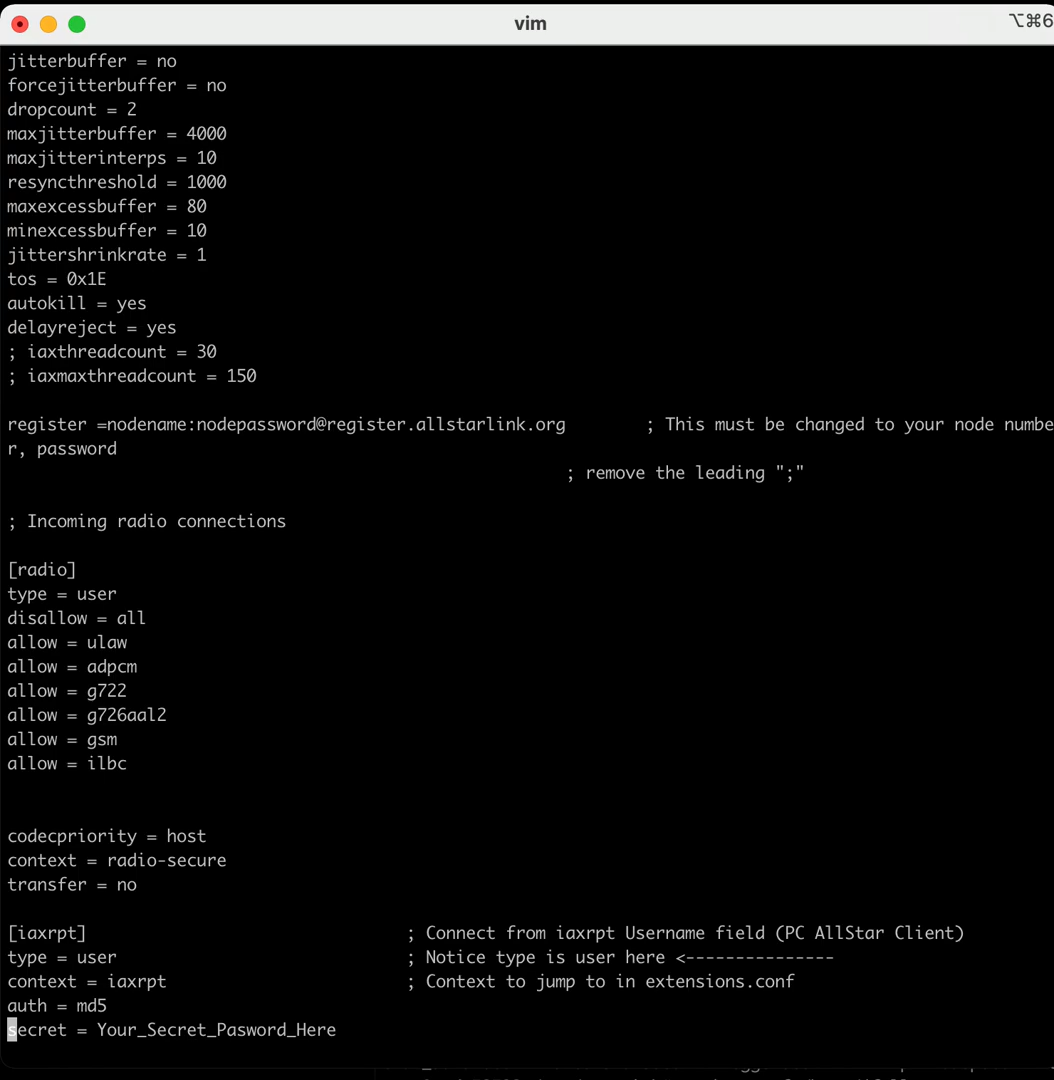 vim
⌥⌘6
jitterbuffer = no
forcejitterbuffer = no
dropcount = 2
maxjitterbuffer = 4000
maxjitterinterps = 10
resyncthreshold = 1000
maxexcessbuffer = 80
minexcessbuffer = 10
jittershrinkrate = 1
tos = 0x1E
autokill = yes
delayreject = yes
; iaxthreadcount = 30
; iaxmaxthreadcount = 150
register =nodename:nodepassword@register.allstarlink.org ; This must be changed to your node numbe
r, password
; remove the leading ";"
; Incoming radio connections
[radio]
type = user
disallow = all
allow = ulaw
allow = adpcm
allow = g722
allow = g726aal2
allow = gsm
allow = ilbc
codecpriority = host
context = radio-secure
transfer = no
[iaxrpt] ; Connect from iaxrpt Username field (PC AllStar Client)
type = user ; Notice type is user here <---------------
context = iaxrpt ; Context to jump to in extensions.conf
auth = md5
secret = Your_Secret_Pasword_Here